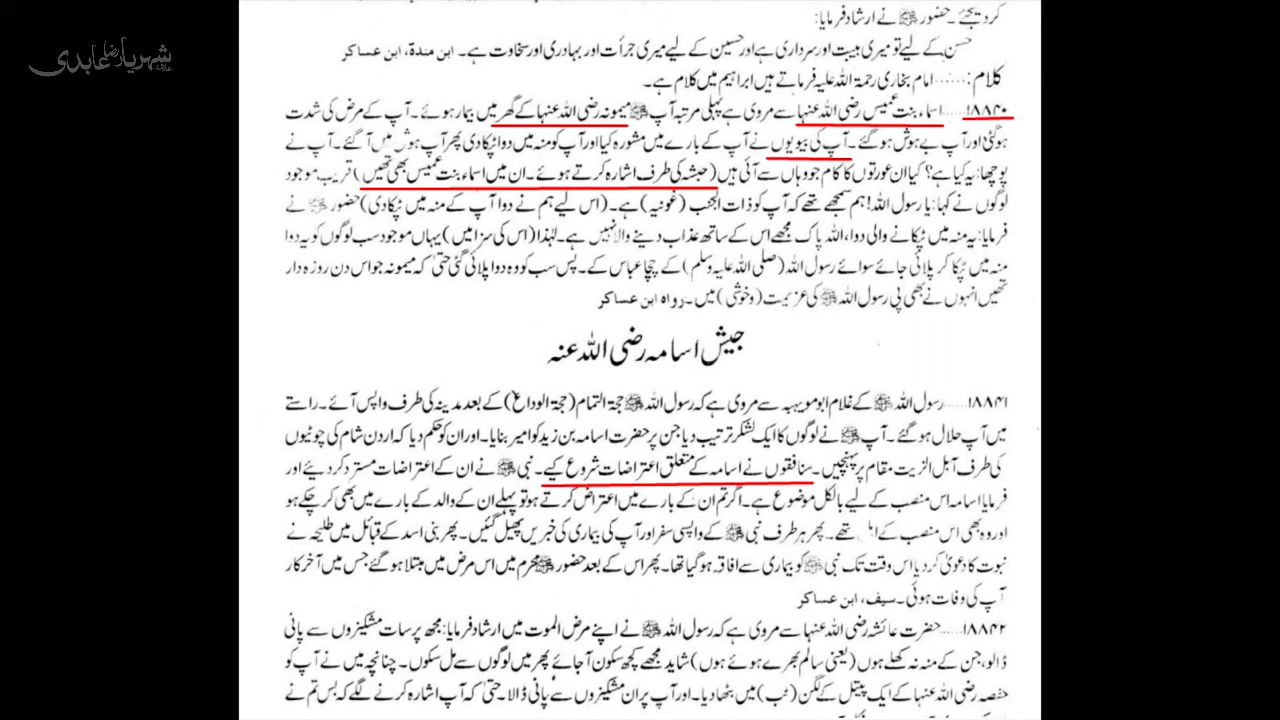 شہریار رضا عابدی
کر دیجئے۔ حضور ﷺ نے ارشاد فرمایا:
حسن کے لیے تو میری ہیبت اور سرداری ہے اور حسین کے لیے میری جرأت اور بہادری اور سخاوت ہے۔ ابن مندة، ابن عساکر
کلام:...... امام بخاری رحمۃ اللہ علیہ فرماتے ہیں ابراہیم میں کلام ہے۔
۱۸۸۴۰...... اسماء بنت عمیس رضی اللہ عنہا سے مروی ہے پہلی مرتبہ آپ ﷺ میمونہ رضی اللہ عنہا کے گھر میں بیمار ہوئے۔ آپ کے مرض کی شدت
ہوگئی اور آپ بے ہوش ہوگئے۔ آپ کی بیویوں نے آپ کے بارے میں مشورہ کیا اور آپ کو منہ میں دوا ٹپکا دی پھر آپ ہوش میں آگئے۔ آپ نے
پوچھا: یہ کیا ہے؟ کیا ان عورتوں کا کام جو وہاں سے آئی ہیں (حبشہ کی طرف اشارہ کرتے ہوئے۔ ان میں اسماء بنت عمیس بھی تھیں) قریب موجود
لوگوں نے کہا: یا رسول اللہ! ہم سمجھے تھے کہ آپ کو ذات الجنب (نمونیہ) ہے۔ (اس لیے ہم نے دوا آپ کے منہ میں ٹپکا دی) حضور ﷺ نے
فرمایا: یہ منہ میں ٹپکانے والی دوا، اللہ پاک مجھے اس کے ساتھ عذاب دینے والا نہیں ہے۔ لہٰذا (اس کی سزا میں) یہاں موجود سب لوگوں کو یہ دوا
منہ میں ٹپکا کر پلائی جائے سوائے رسول اللہ (صلی اللہ علیہ وسلم) کے چچا عباس کے۔ پس سب کو وہ دوا پلائی گئی حتیٰ کہ میمونہ جو اس دن روزہ دار
تھیں انہوں نے بھی پی رسول اللہ ﷺ کی عزیمت (وخوشی) میں۔ رواہ ابن عساکر
جیش اسامہ رضی اللہ عنہ
۱۸۸۴۱...... رسول اللہ ﷺ کے غلام ابو مویہبہ سے مروی ہے کہ رسول اللہ ﷺ حجۃ التمام (حجۃ الوداع) کے بعد مدینہ کی طرف واپس آئے۔ راستے
میں آپ حلال ہوگئے۔ آپ ﷺ نے لوگوں کا ایک لشکر ترتیب دیا جن پر حضرت اسامہ بن زید کو امیر بنایا۔ اور ان کو حکم دیا کہ اردن شام کی چوٹیوں
کی طرف آبل الزیت مقام پر پہنچیں۔ منافقوں نے اسامہ کے متعلق اعتراضات شروع کیے۔ نبی ﷺ نے ان کے اعتراضات مسترد کر دیئے اور
فرمایا اسامہ اس منصب کے لیے بالکل موضوع ہے۔ اگر تم ان کے بارے میں اعتراض کرتے ہو تو پہلے ان کے والد کے بارے میں بھی کر چکے ہو
اور وہ بھی اس منصب کے اہل تھے۔ پھر ہر طرف نبی ﷺ کے واپسی سفر اور آپ کی بیماری کی خبریں پھیل گئیں۔ پھر بنی اسد کے قبائل میں طلیحہ نے
نبوت کا دعویٰ کر دیا اس وقت تک نبی ﷺ کو بیماری سے افاقہ ہوگیا تھا۔ پھر اس کے بعد حضور ﷺ محرم میں اس مرض میں مبتلا ہوگئے جس میں آخر کار
آپ کی وفات ہوئی۔ سیف، ابن عساکر
۱۸۸۴۲...... حضرت عائشہ رضی اللہ عنہا سے مروی ہے کہ رسول اللہ ﷺ نے اپنے مرض الموت میں ارشاد فرمایا: مجھ پر سات مشکیزوں سے پانی
ڈالو، جن کے منہ نہ کھلے ہوں (یعنی سالم بھرے ہوئے ہوں) شاید مجھے کچھ سکون آجائے پھر میں لوگوں سے مل سکوں۔ چنانچہ میں نے آپ کو
حفصہ رضی اللہ عنہا کے ایک پیتل کے لگن (ٹب) میں بٹھا دیا۔ اور آپ پر ان مشکیزوں سے پانی ڈالا۔ حتیٰ کہ آپ اشارہ کرنے لگے کہ بس تم نے